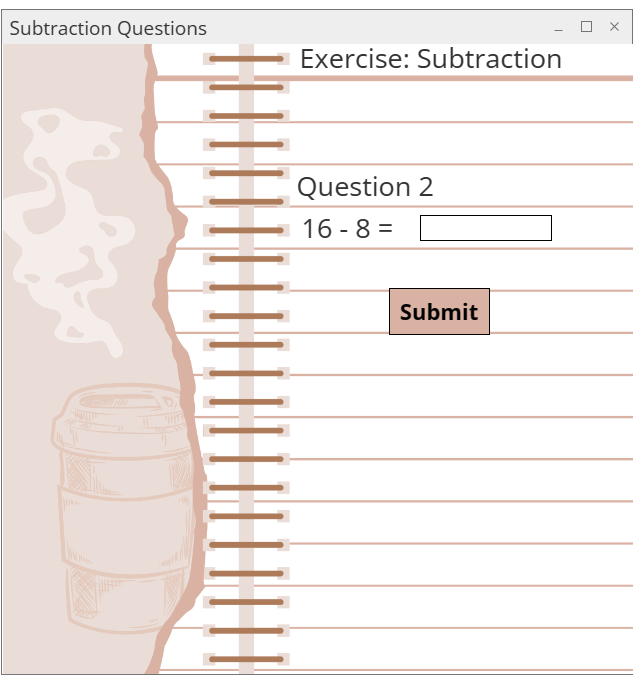 Subtraction Questions
Exercise: Subtraction
Question 2
16 - 8 =
Submit